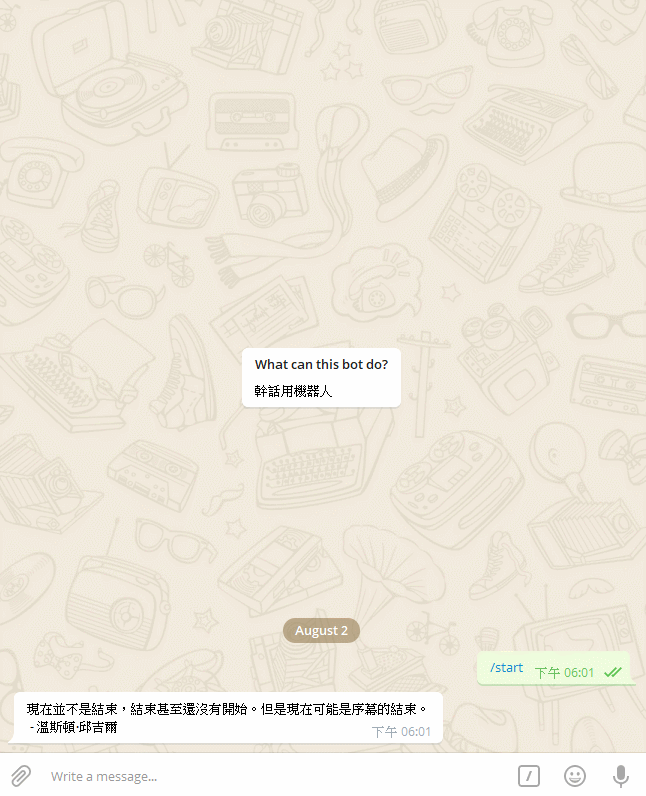 What can this bot do?
幹話用機器人
August 2
/start 下午 06:01
現在並不是結束，結束甚至還沒有開始。但是現在可能是序幕的結束。
-溫斯頓·邱吉爾 下午 06:01
Write a message...